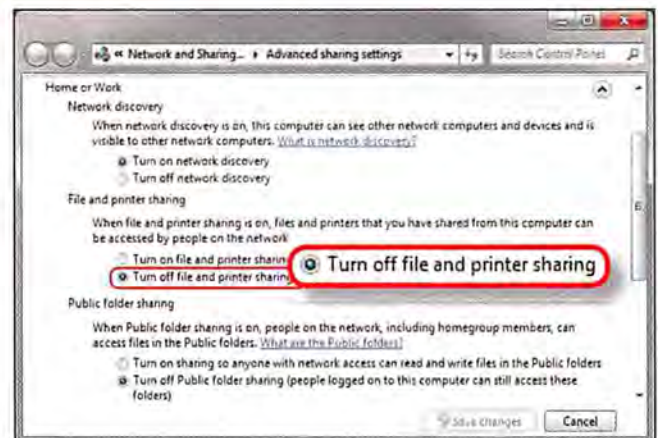 « Network and Sharing... ▸ Advanced sharing settings
Search Control Panel
Home or Work
Network discovery
When network discovery is on, this computer can see other network computers and devices and is
visible to other network computers. What is network discovery?
Turn on network discovery
Turn off network discovery
File and printer sharing
When file and printer sharing is on, files and printers that you have shared from this computer can
be accessed by people on the network
Turn on file and printer sharing
Turn off file and printer sharing
Turn off file and printer sharing
Public folder sharing
When Public folder sharing is on, people on the network, including homegroup members, can
access files in the Public folders. What are the Public folders?
Turn on sharing so anyone with network access can read and write files in the Public folders
Turn off Public folder sharing (people logged on to this computer can still access these
folders)
Save changes
Cancel